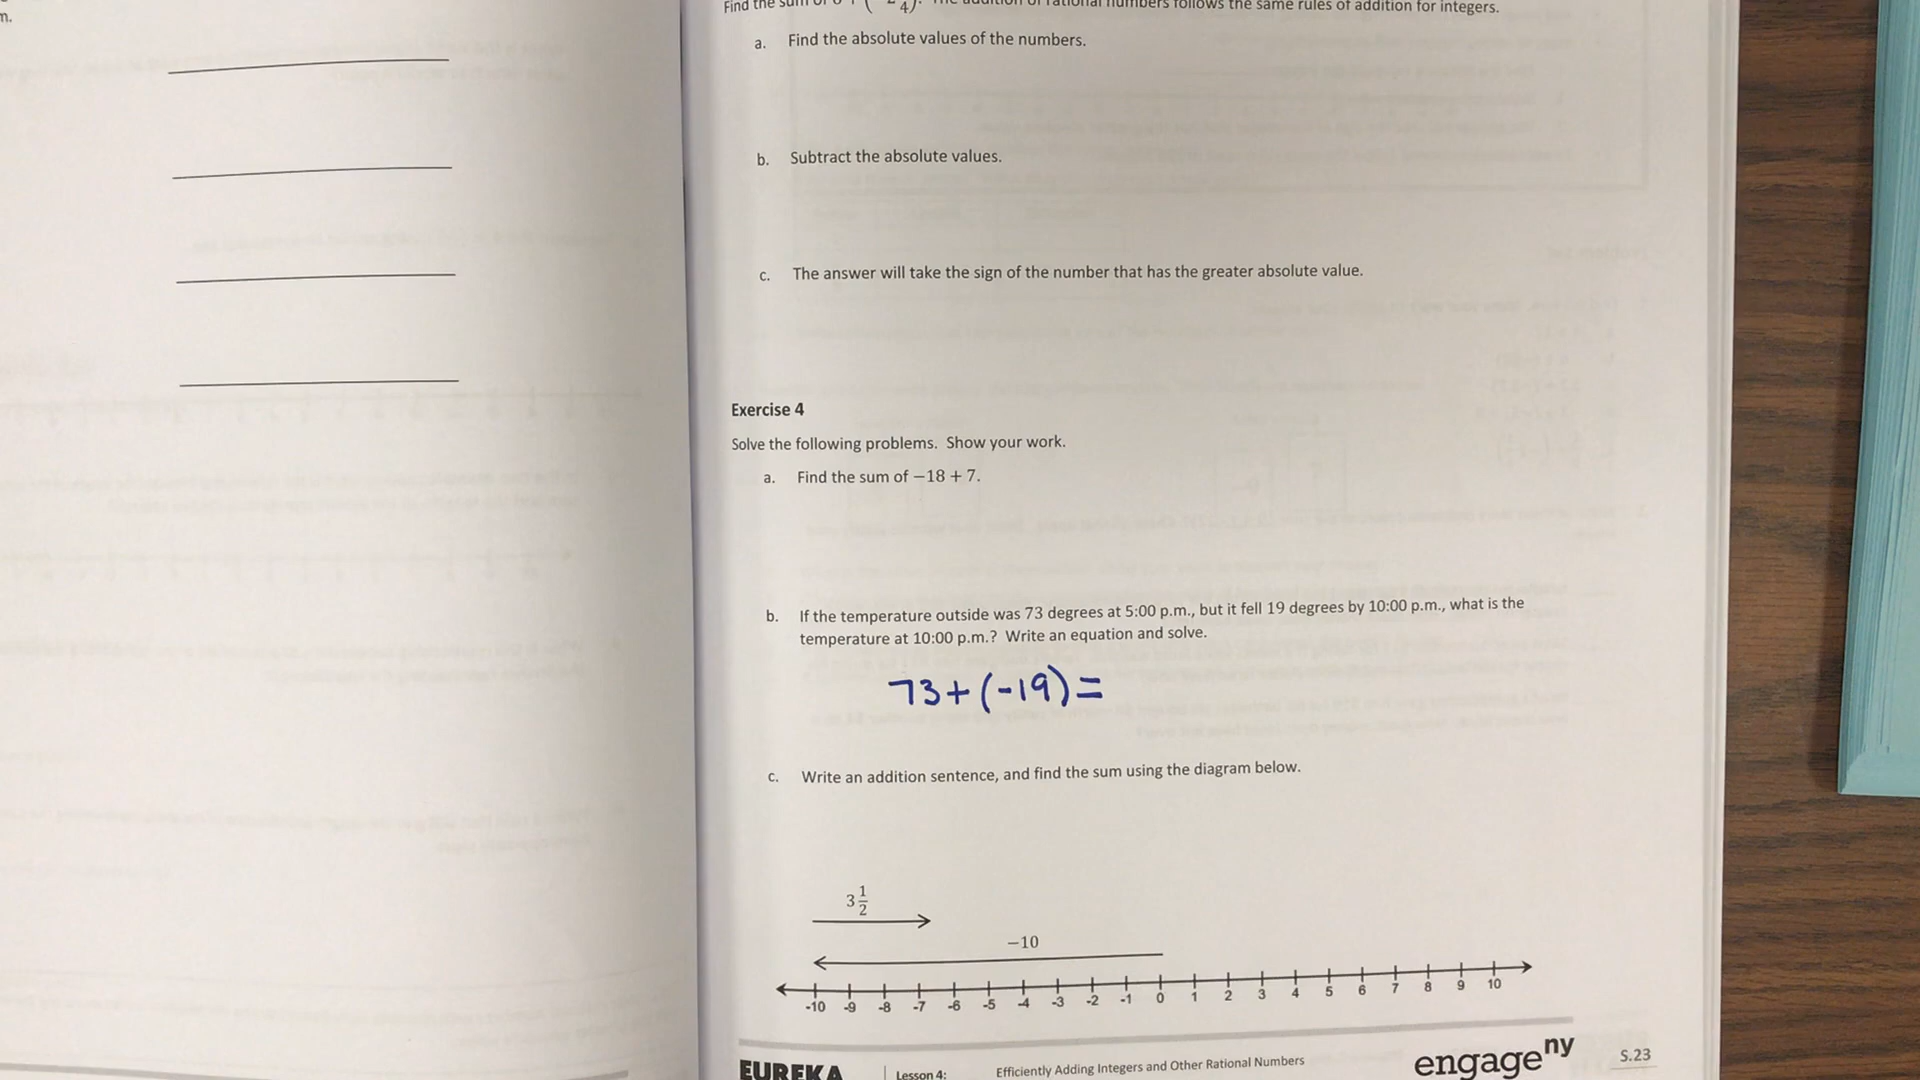 m.
Find the sum of 6 + (−2 /4). The addition of rational numbers follows the same rules of addition for integers.
a. Find the absolute values of the numbers.
b. Subtract the absolute values.
c. The answer will take the sign of the number that has the greater absolute value.
Exercise 4
Solve the following problems. Show your work.
a. Find the sum of −18 + 7.
b. If the temperature outside was 73 degrees at 5:00 p.m., but it fell 19 degrees by 10:00 p.m., what is the
temperature at 10:00 p.m.? Write an equation and solve.
73+(-19)=
c. Write an addition sentence, and find the sum using the diagram below.
3 1/2
−10
-10 -9 -8 -7 -6 -5 -4 -3 -2 -1 0 1 2 3 4 5 6 7 8 9 10
EUREKA
Lesson 4: Efficiently Adding Integers and Other Rational Numbers
engageny
S.23